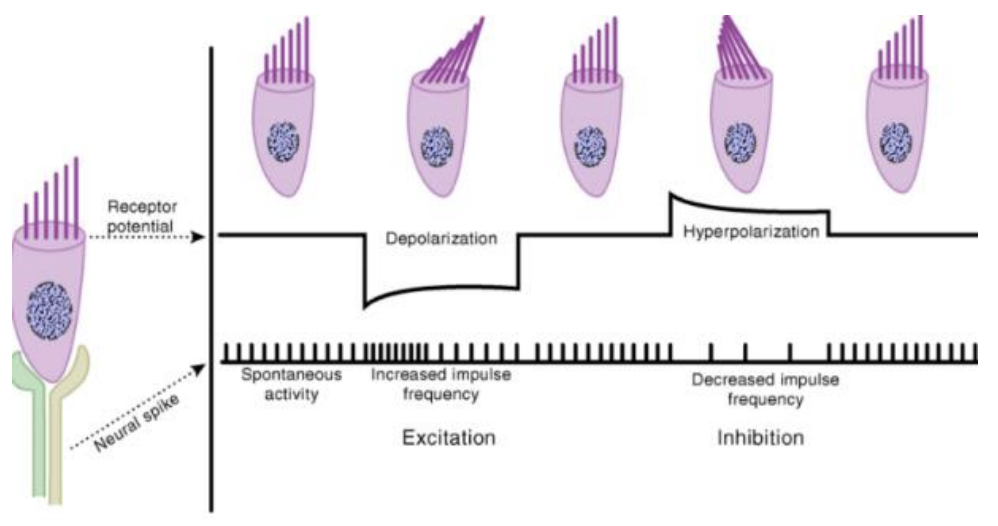 Receptor
potential
Depolarization
Hyperpolarization
Spontaneous
activity
Increased impulse
frequency
Decreased impulse
frequency
Neural spike
Excitation
Inhibition